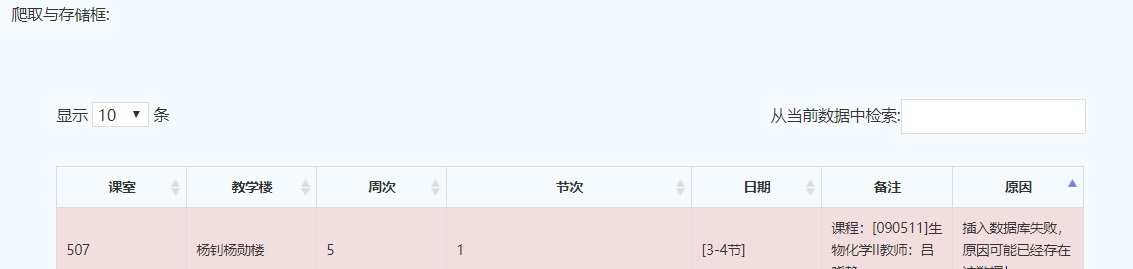 爬取与存储框:
显示 10 条 从当前数据中检索:
课室 教学楼 周次 节次 日期 备注 原因
507 杨钊杨勋楼 5 1 [3-4节] 课程：[090511]生 插入数据库失败，
物化学II教师：吕 原因可能已经存在